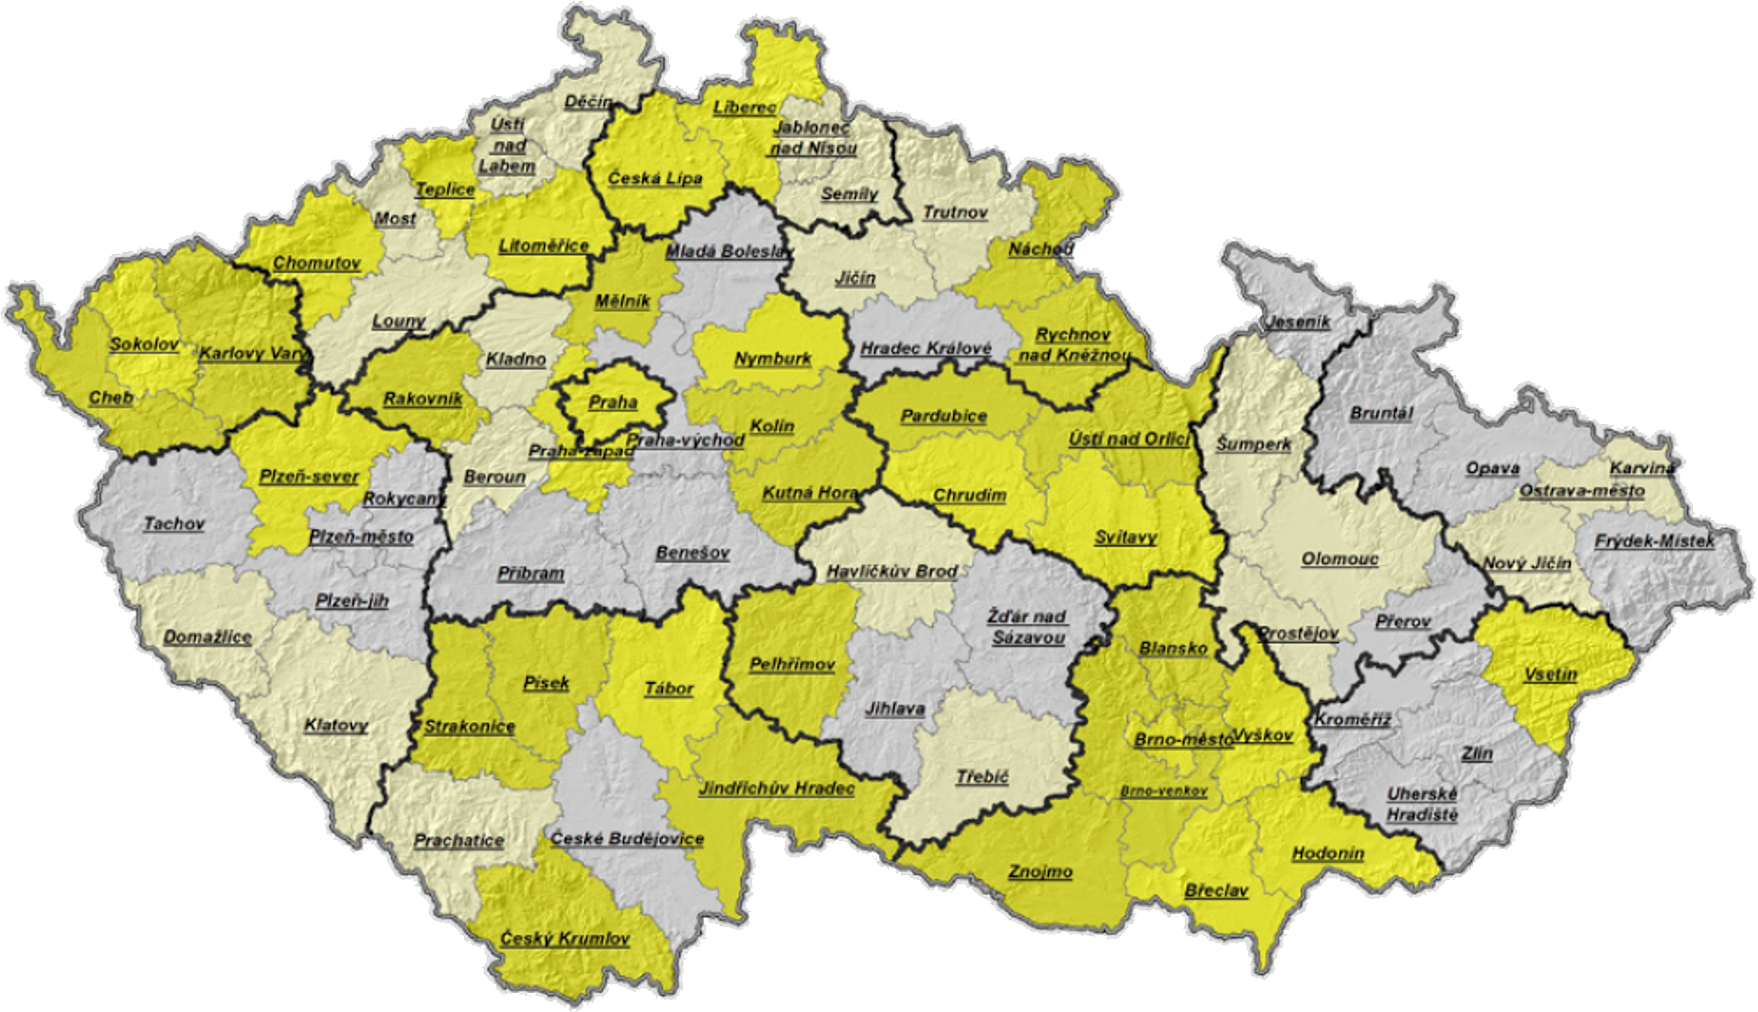 Děčín
Liberec
Ústí
nad
Labem
Jablonec
nad Nisou
Teplice
Česká Lípa
Semily
Most
Trutnov
Litoměřice
Náchod
Mladá Boleslav
Chomutov
Jičín
Mělník
Louny
Jeseník
Sokolov
Karlovy Vary
Kladno
Nymburk
Hradec Králové
Rychnov
nad Kněžnou
Cheb
Rakovník
Praha
Kolín
Pardubice
Bruntál
Praha-východ
Praha-západ
Ústí nad Orlicí
Šumperk
Plzeň-sever
Beroun
Opava
Karviná
Rokycany
Kutná Hora
Chrudim
Ostrava-město
Tachov
Plzeň-město
Svitavy
Frýdek-Místek
Benešov
Olomouc
Nový Jičín
Příbram
Havlíčkův Brod
Plzeň-jih
Žďár nad
Sázavou
Přerov
Domažlice
Prostějov
Blansko
Pelhřimov
Vsetín
Písek
Tábor
Klatovy
Strakonice
Jihlava
Kroměříž
Brno-město
Vyškov
Zlín
Třebíč
Jindřichův Hradec
Brno-venkov
Uherské
Hradiště
Prachatice
České Budějovice
Hodonín
Znojmo
Břeclav
Český Krumlov